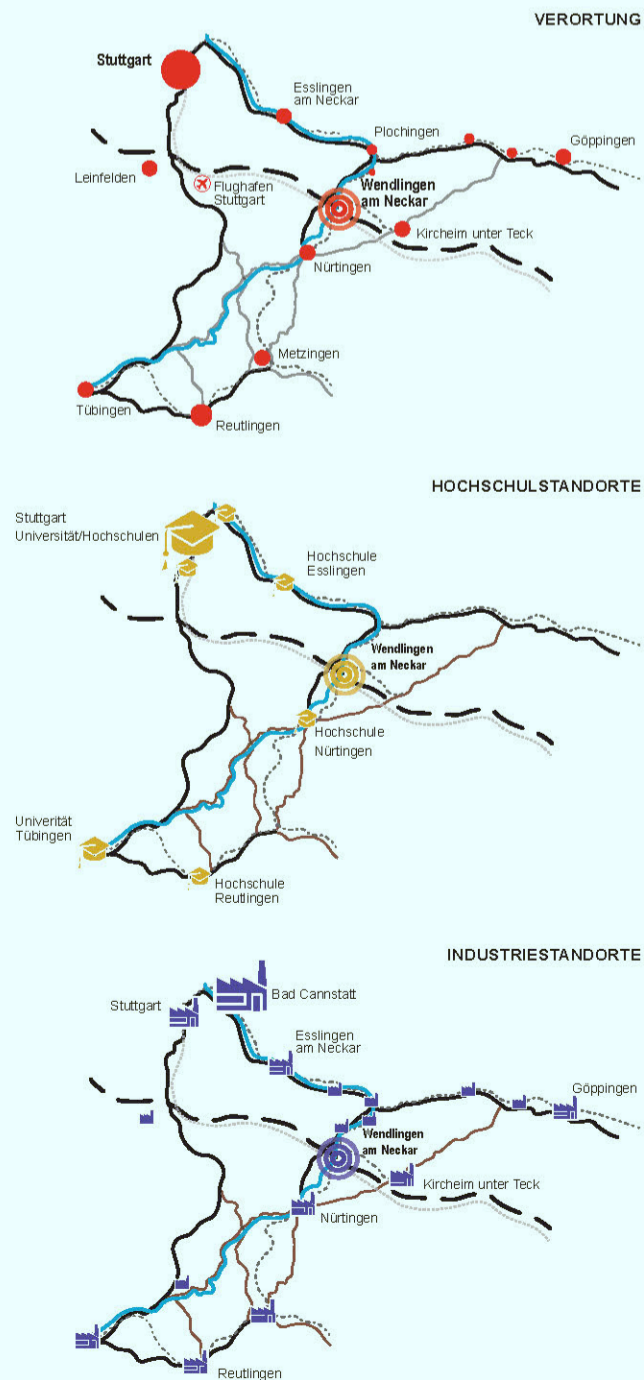 VERORTUNG
Stuttgart
Esslingen
am Neckar
Plochingen
Göppingen
Leinfelden
Flughafen
Stuttgart
Wendlingen
am Neckar
Kircheim unter Teck
Nürtingen
Metzingen
Tübingen
Reutlingen
HOCHSCHULSTANDORTE
Stuttgart
Universität/Hochschulen
Hochschule
Esslingen
Wendlingen
am Neckar
Hochschule
Nürtingen
Univerität
Tübingen
Hochschule
Reutlingen
INDUSTRIESTANDORTE
Bad Cannstatt
Stuttgart
Esslingen
am Neckar
Göppingen
Wendlingen
am Neckar
Kircheim unter Teck
Nürtingen
Reutlingen